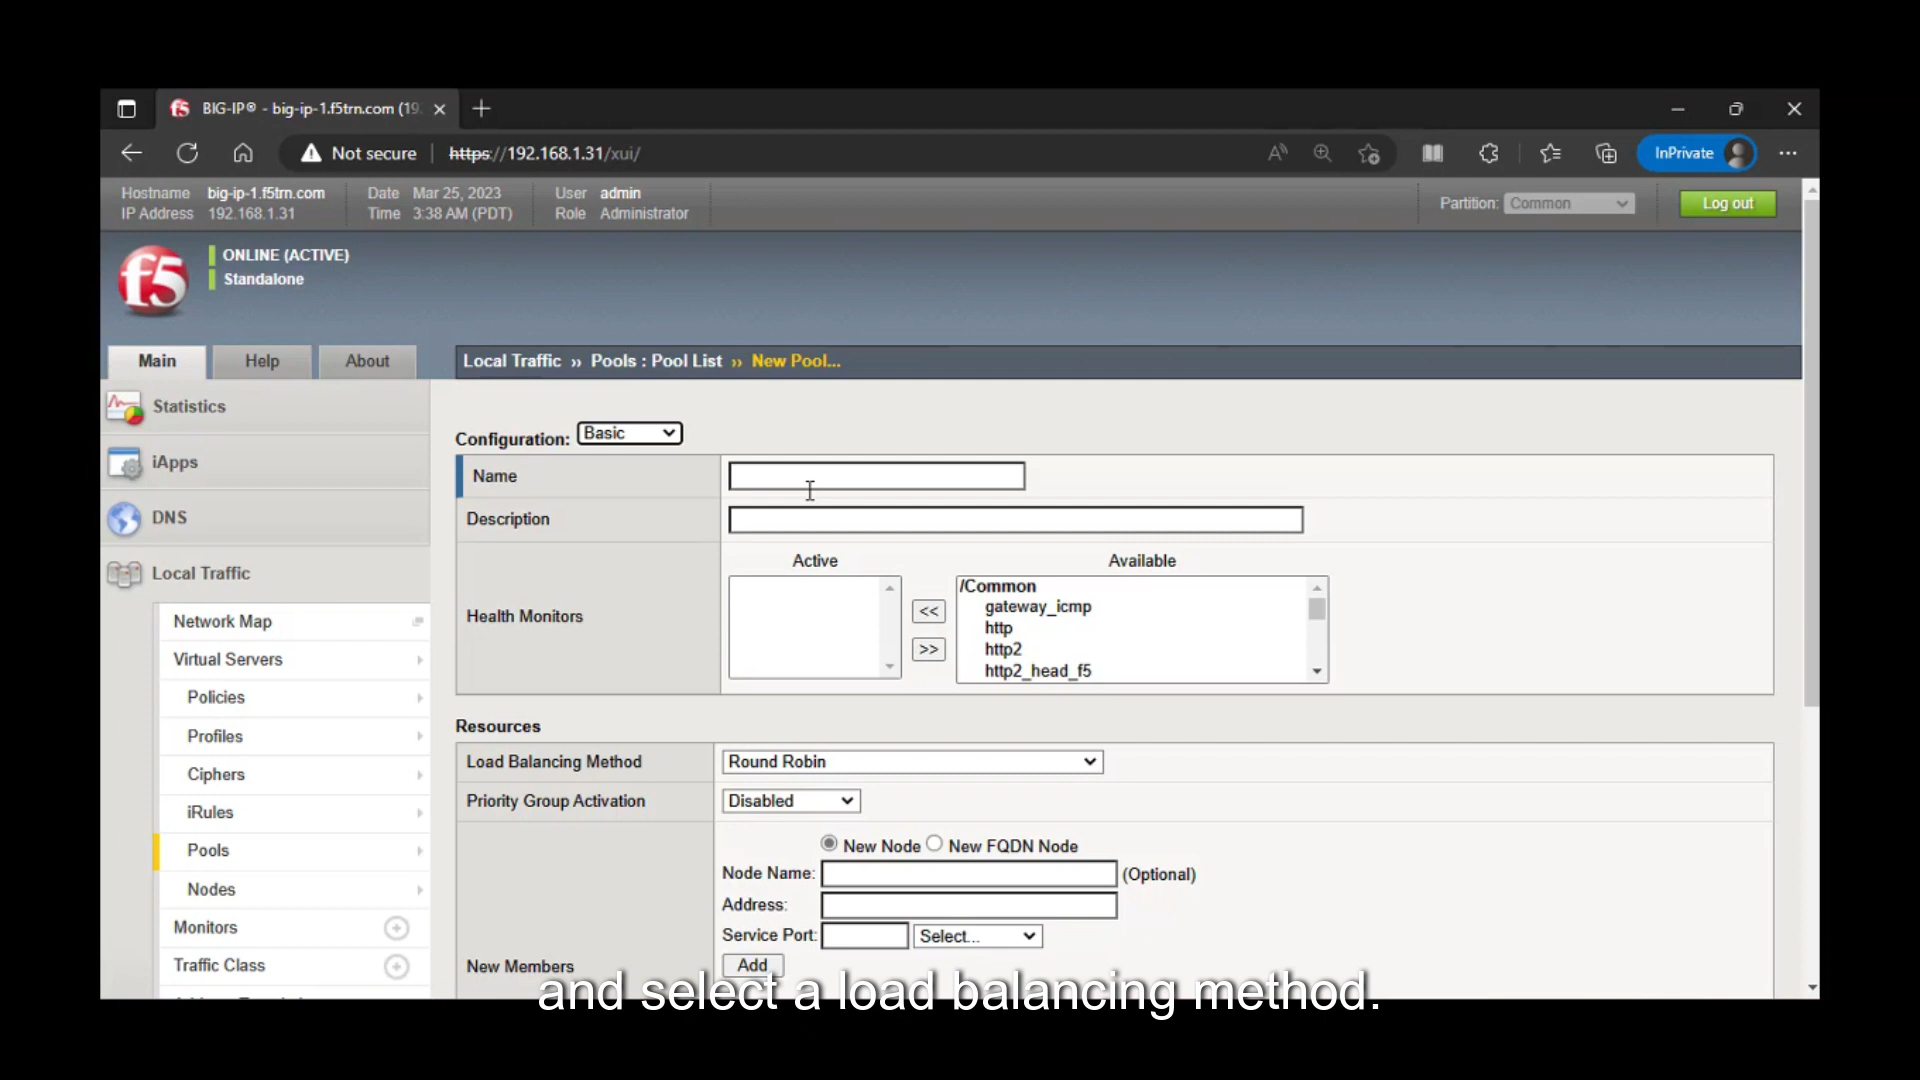 BIG-IP® - big-ip-1.f5trn.com (19
Not secure https://192.168.1.31/xui/
InPrivate
Hostname big-ip-1.f5trn.com Date Mar 25, 2023 User admin
IP Address 192.168.1.31 Time 3:38 AM (PDT) Role Administrator
Partition: Common Log out
f5
ONLINE (ACTIVE)
Standalone
Main Help About
Local Traffic ›› Pools : Pool List ›› New Pool...
Statistics
iApps
DNS
Local Traffic
Network Map
Virtual Servers
Policies
Profiles
Ciphers
iRules
Pools
Nodes
Monitors
Traffic Class
Configuration: Basic
Name
Description
Health Monitors
Active Available
<< >>
/Common
gateway_icmp
http
http2
http2_head_f5
Resources
Load Balancing Method Round Robin
Priority Group Activation Disabled
New Members
New Node New FQDN Node
Node Name: (Optional)
Address:
Service Port: Select...
Add
and select a load balancing method.